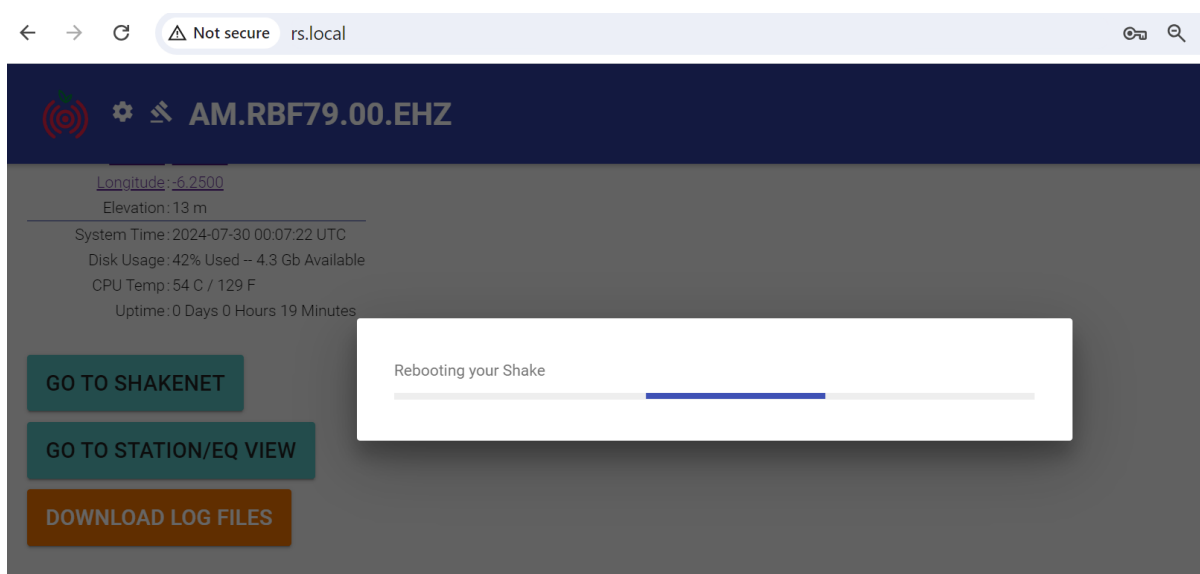 Not secure rs.local
AM.RBF79.00.EHZ
Longitude: -6.2500
Elevation: 13 m
System Time: 2024-07-30 00:07:22 UTC
Disk Usage: 42% Used -- 4.3 Gb Available
CPU Temp: 54 C / 129 F
Uptime: 0 Days 0 Hours 19 Minutes
Rebooting your Shake
GO TO SHAKENET
GO TO STATION/EQ VIEW
DOWNLOAD LOG FILES